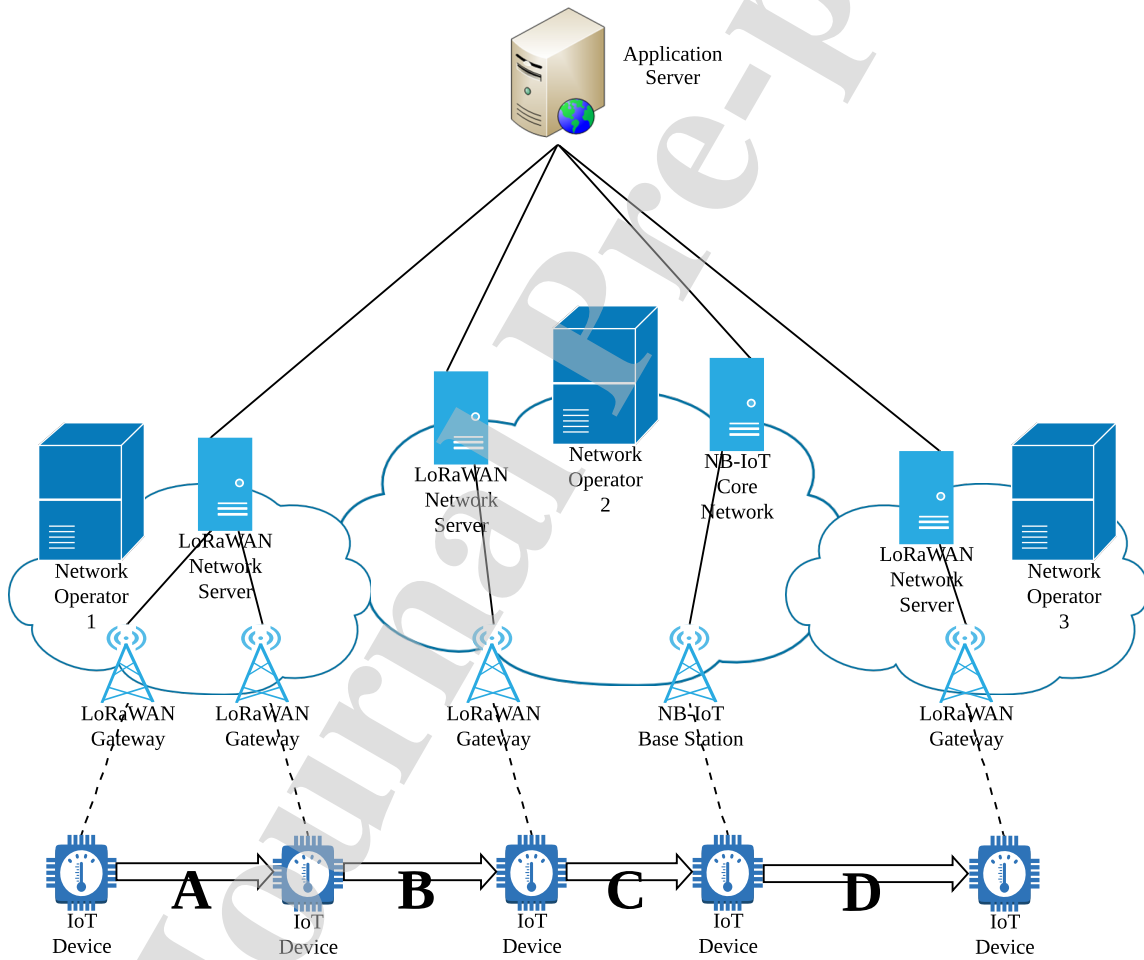 Application
Server
Network
Operator
2
NB-IoT
Core
Network
LoRaWAN
Network
Server
Network
Operator
1
LoRaWAN
Network
Server
LoRaWAN
Network
Server
Network
Operator
3
LoRaWAN
Gateway
LoRaWAN
Gateway
LoRaWAN
Gateway
NB-IoT
Base Station
LoRaWAN
Gateway
A
B
C
D
IoT
Device
IoT
Device
IoT
Device
IoT
Device
IoT
Device
Journal Pre-p